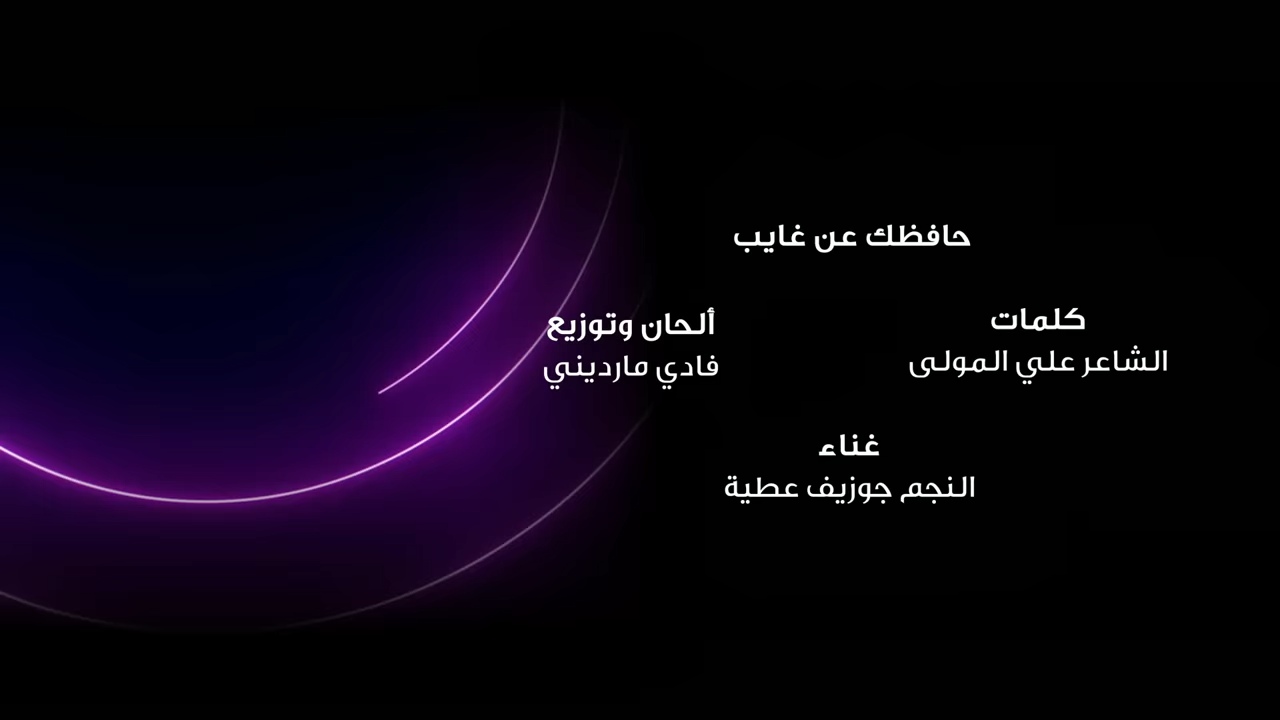 حافظك عن غايب
كلمات
الشاعر علي المولى
ألحان وتوزيع
فادي مارديني
غناء
النجم جوزيف عطية